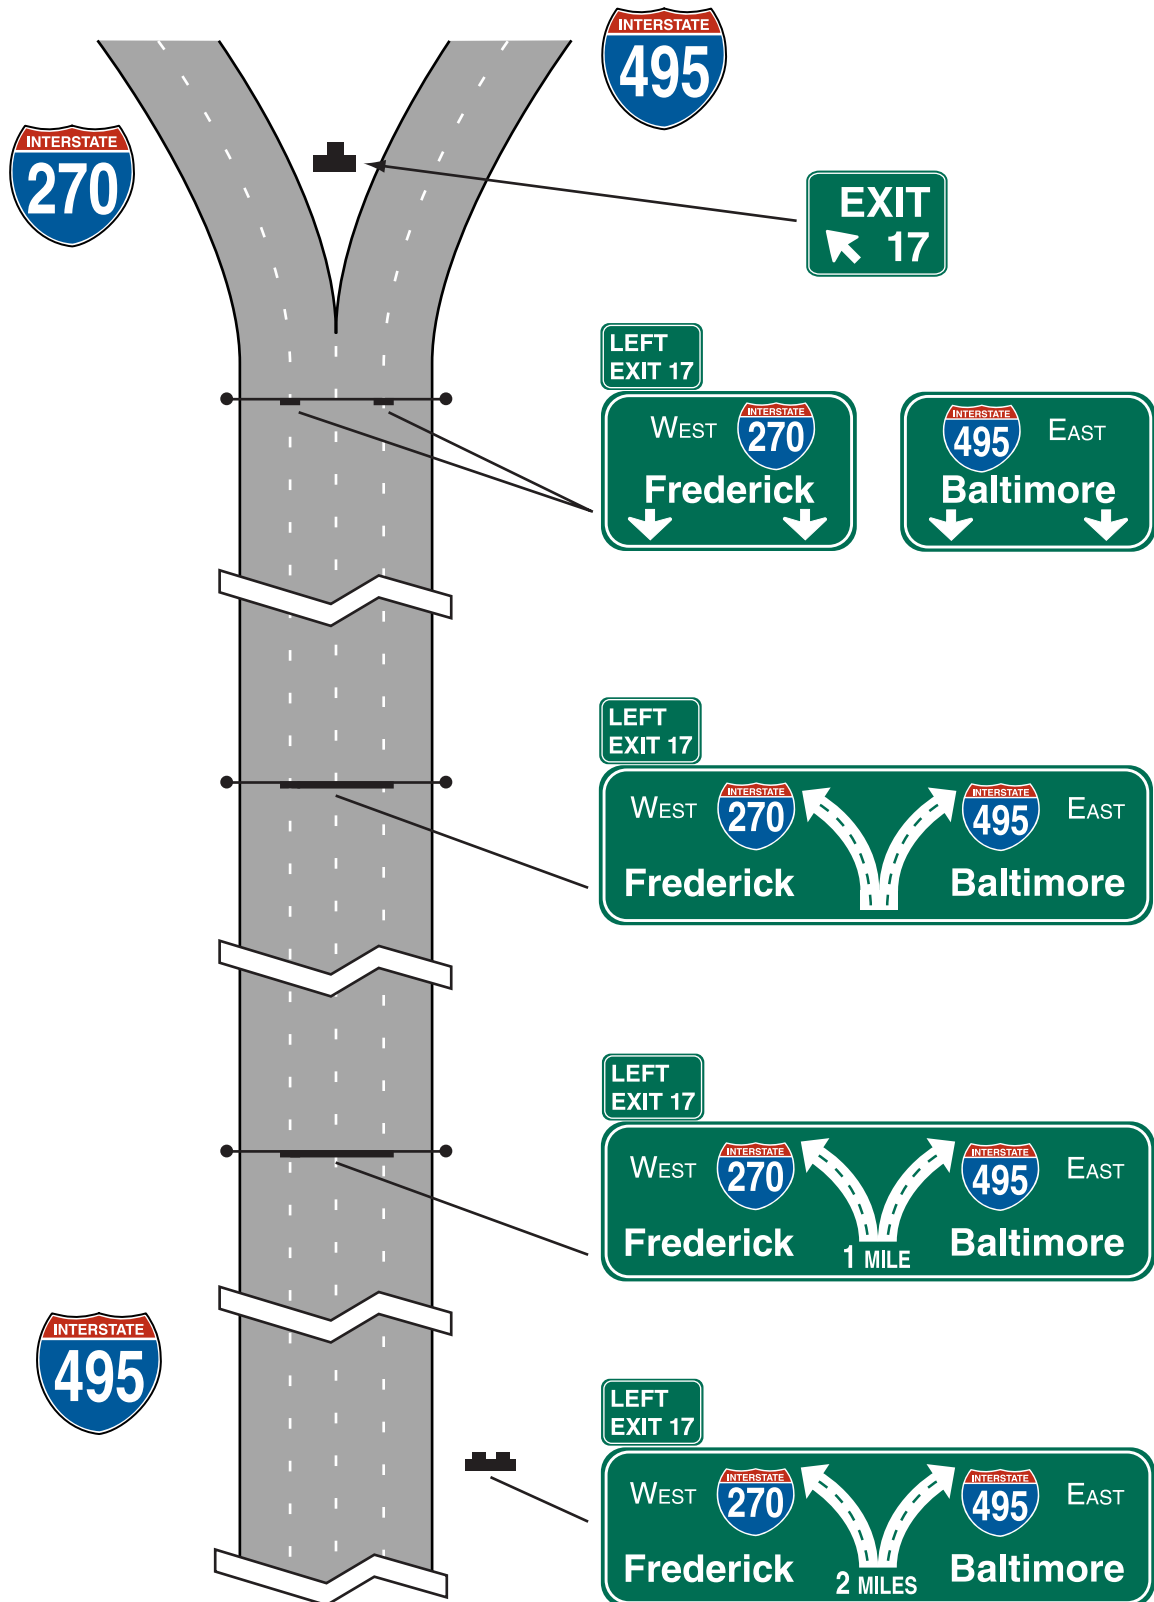 INTERSTATE
495
INTERSTATE
270
EXIT
17
LEFT
EXIT 17
WEST
INTERSTATE
270
Frederick
INTERSTATE
495
EAST
Baltimore
LEFT
EXIT 17
WEST
INTERSTATE
270
INTERSTATE
495
EAST
Frederick
Baltimore
LEFT
EXIT 17
WEST
INTERSTATE
270
INTERSTATE
495
EAST
Frederick
1 MILE
Baltimore
INTERSTATE
495
LEFT
EXIT 17
WEST
INTERSTATE
270
INTERSTATE
495
EAST
Frederick
2 MILES
Baltimore